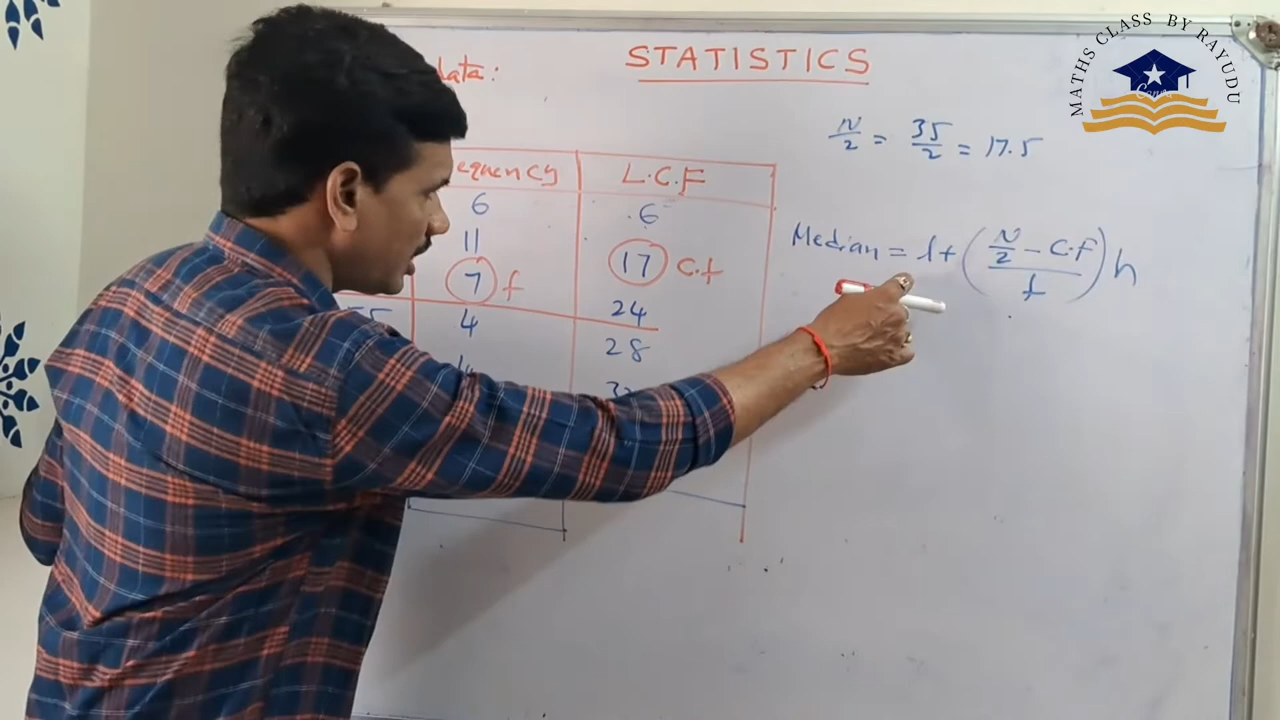 STATISTICS
data:
MATHS CLASS BY RAYUDU
Canva
N/2 = 35/2 = 17.5
L.C.F
6 6
11 17 C.f
7 f 24
4 28
Median = l + ( (N/2 - C.F) / f ) h